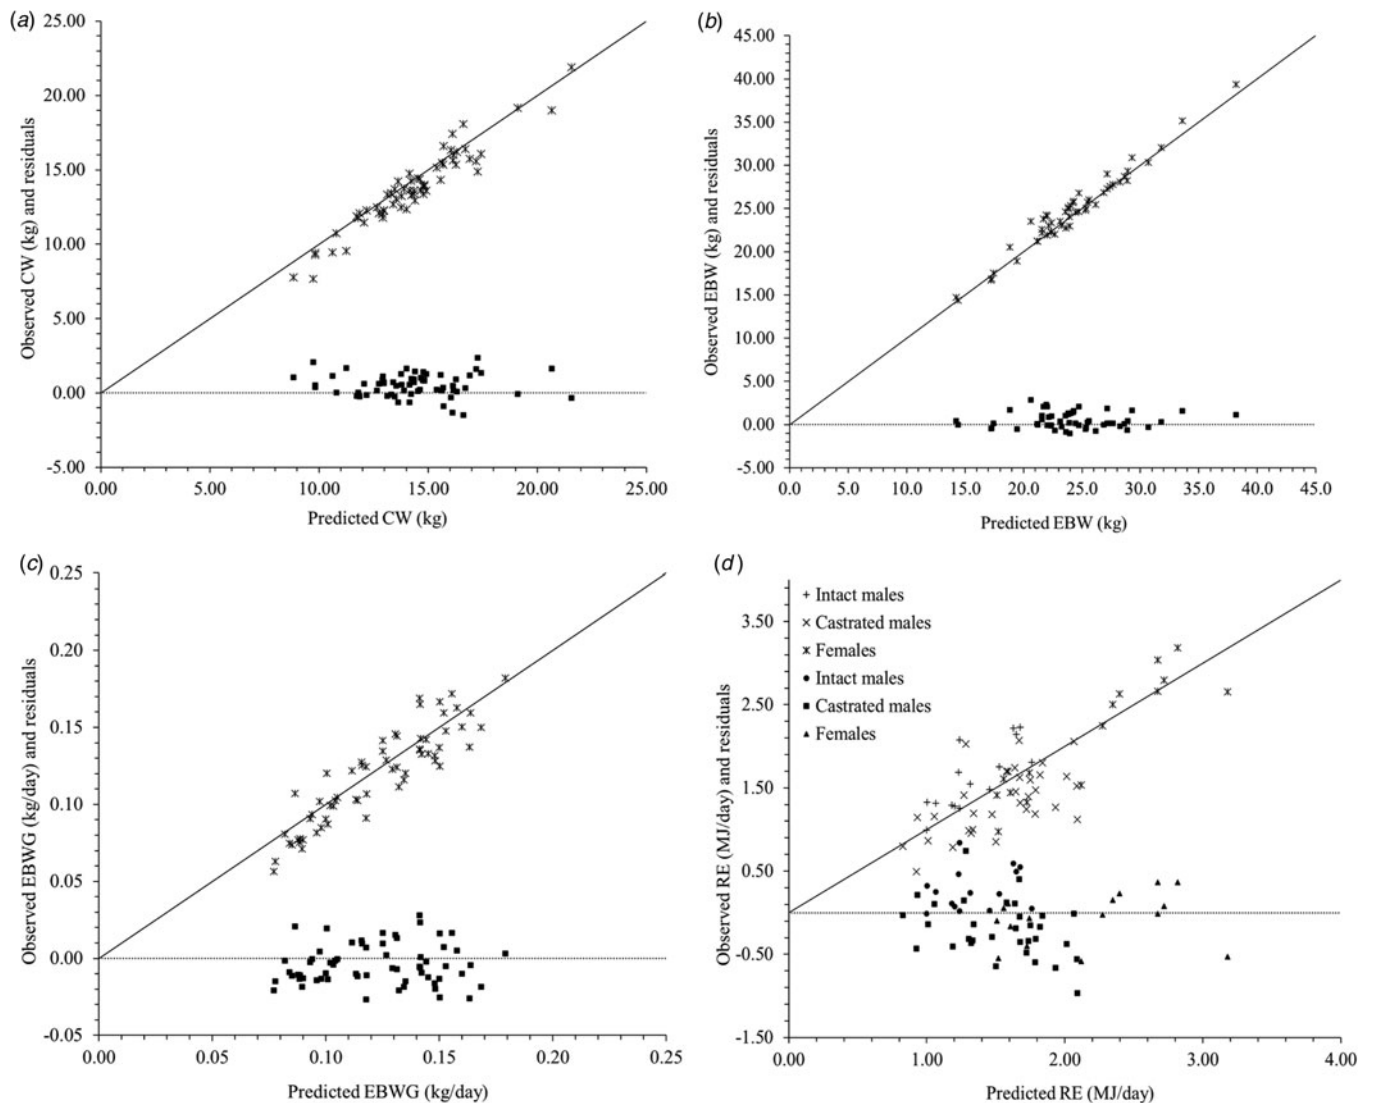 (a)
25.00
20.00
15.00
10.00
5.00
0.00
-5.00
Observed CW (kg) and residuals
0.00 5.00 10.00 15.00 20.00 25.00
Predicted CW (kg)
(b)
45.00
40.00
35.00
30.00
25.00
20.00
15.00
10.00
5.00
0.00
-5.00
Observed EBW (kg) and residuals
0.0 5.0 10.0 15.0 20.0 25.0 30.0 35.0 40.0 45.0
Predicted EBW (kg)
(c)
0.25
0.20
0.15
0.10
0.05
0.00
-0.05
Observed EBWG (kg/day) and residuals
0.00 0.05 0.10 0.15 0.20 0.25
Predicted EBWG (kg/day)
(d)
3.50
2.50
1.50
0.50
-0.50
-1.50
Observed RE (MJ/day) and residuals
Intact males
Castrated males
Females
Intact males
Castrated males
Females
0.00 1.00 2.00 3.00 4.00
Predicted RE (MJ/day)